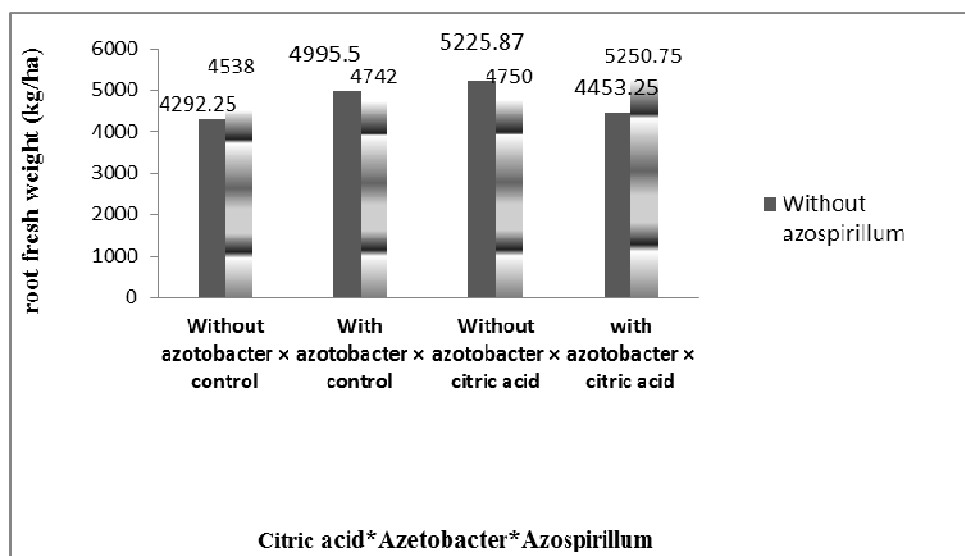 root fresh weight (kg/ha)
6000
5000
4000
3000
2000
1000
0
4292.25
4538
4995.5
4742
5225.87
4750
4453.25
5250.75
Without
azotobacter ×
control
With
azotobacter ×
control
Without
azotobacter ×
citric acid
with
azotobacter ×
citric acid
Without
azospirillum
Citric acid*Azetobacter*Azospirillum